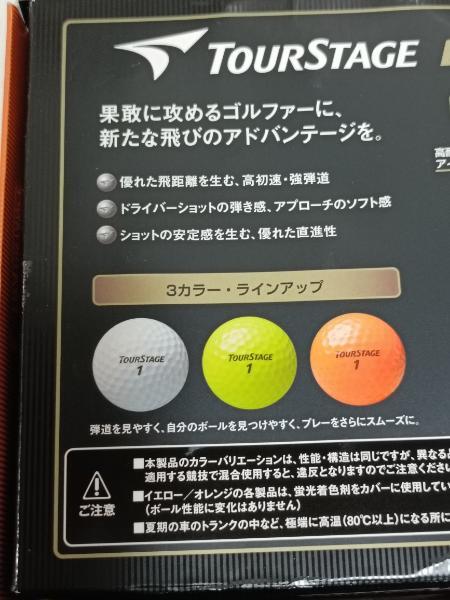 TOURSTAGE
果敢に攻めるゴルファーに、
新たな飛びのアドバンテージを。
高
ア
優れた飛距離を生む、高初速・強弾道
ドライバーショットの弾き感、アプローチのソフト感
ショットの安定感を生む、優れた直進性
3カラー・ラインアップ
TOURSTAGE
1
TOURSTAGE
1
TOURSTAGE
1
弾道を見やすく、自分のボールを見つけやすく、プレーをさらにスムーズに。
ご注意
■本製品のカラーバリエーションは、性能・構造は同じですが、異なる
適用する競技で混合使用すると、違反となりますのでご注意ください
■イエロー/オレンジの各製品は、蛍光着色剤をカバーに使用してい
(ボール性能に変化はありません)
■夏期の車のトランクの中など、極端に高温(80℃以上)になる所に